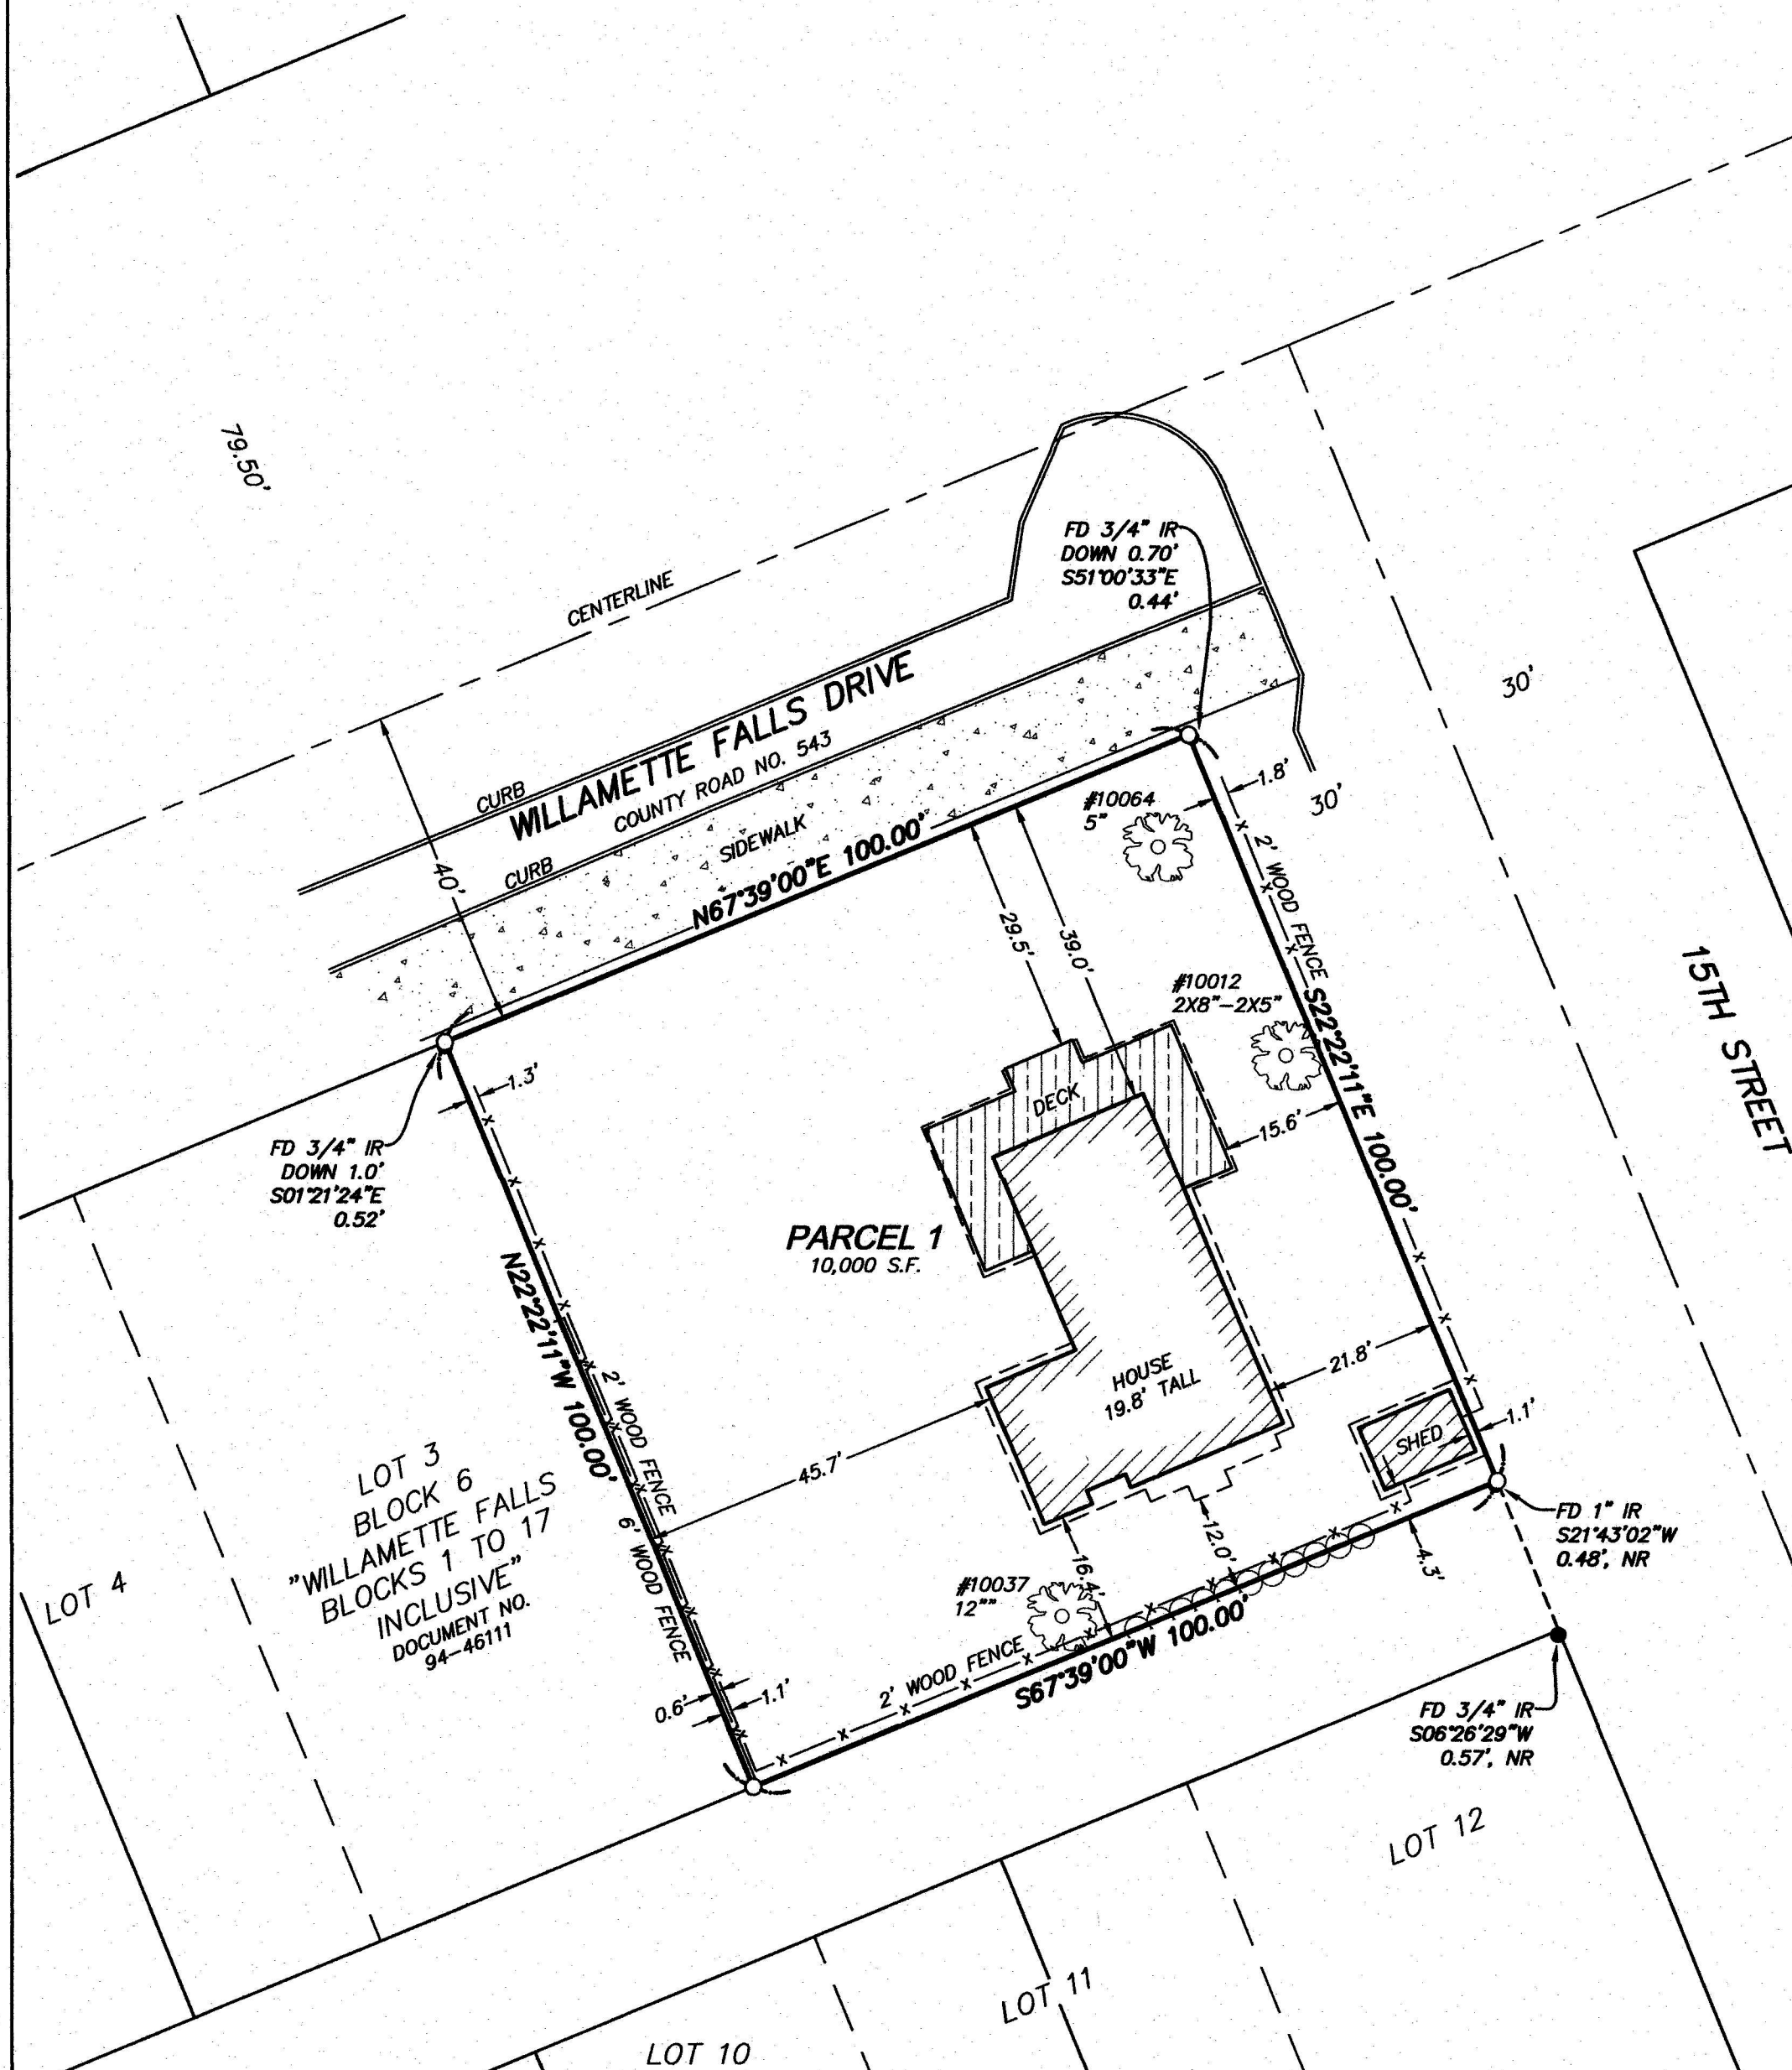 79.50'
FD 3/4" IR
DOWN 0.70'
S51°00'33"E
0.44'
CENTERLINE
30'
WILLAMETTE FALLS DRIVE
COUNTY ROAD NO. 543
CURB
CURB
SIDEWALK
40'
N67°39'00"E 100.00'
1.8'
30'
#10064
5"
2' WOOD FENCE
29.5'
39.0'
#10012
2X8"-2X5"
S22°22'11"E 100.00'
15TH STREET
1.3'
FD 3/4" IR
DOWN 1.0'
S01°21'24"E
0.52'
DECK
15.6'
PARCEL 1
10,000 S.F.
N22°22'11"W 100.00'
2' WOOD FENCE
6' WOOD FENCE
HOUSE
19.8' TALL
21.8'
SHED
1.1'
45.7'
LOT 3
BLOCK 6
"WILLAMETTE FALLS
BLOCKS 1 TO 17
INCLUSIVE"
DOCUMENT NO.
94-46111
LOT 4
FD 1" IR
S21°43'02"W
0.48', NR
12.0'
4.3'
16.4'
#10037
12""
2' WOOD FENCE
S67°39'00"W 100.00'
0.6'
1.1'
FD 3/4" IR
S06°26'29"W
0.57', NR
LOT 12
LOT 11
LOT 10